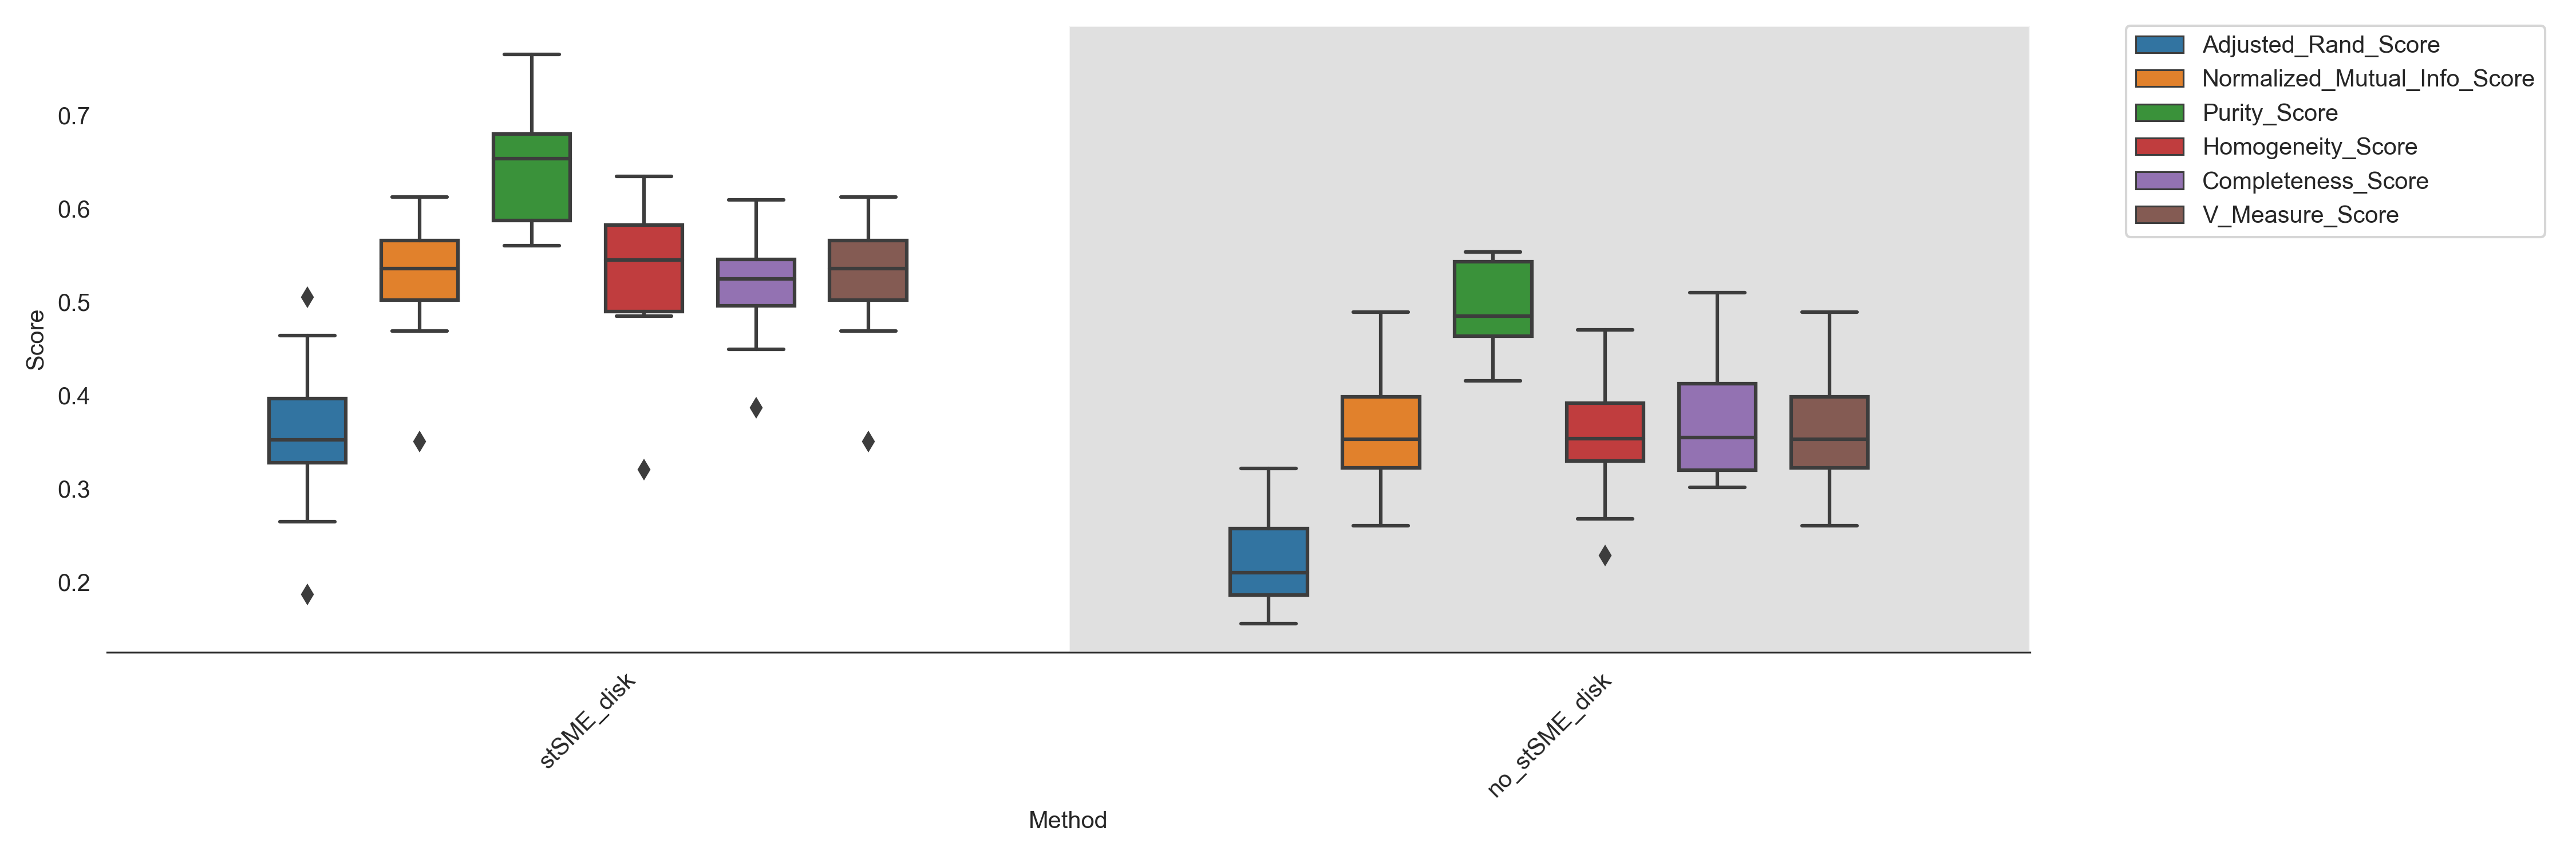 Score
0.7
0.6
0.5
0.4
0.3
0.2
stSME_disk
no_stSME_disk
Method
Adjusted_Rand_Score
Normalized_Mutual_Info_Score
Purity_Score
Homogeneity_Score
Completeness_Score
V_Measure_Score